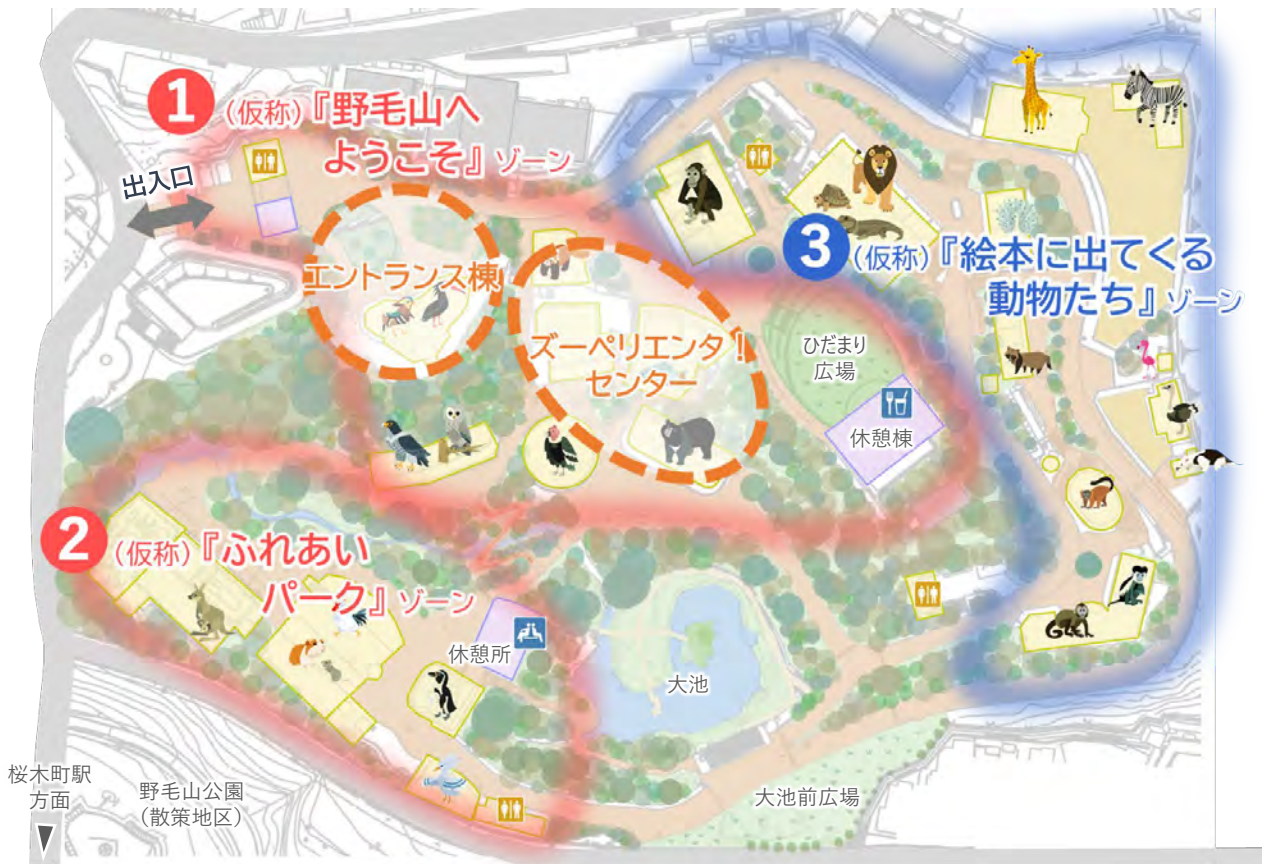 1
(仮称)『野毛山へ
ようこそ』ゾーン
出入口
エントランス棟
ズーペリエンタ！
センター
3
(仮称)『絵本に出てくる
動物たち』ゾーン
ひだまり
広場
休憩棟
2
(仮称)『ふれあい
パーク』ゾーン
休憩所
大池
桜木町駅
方面
野毛山公園
(散策地区)
大池前広場